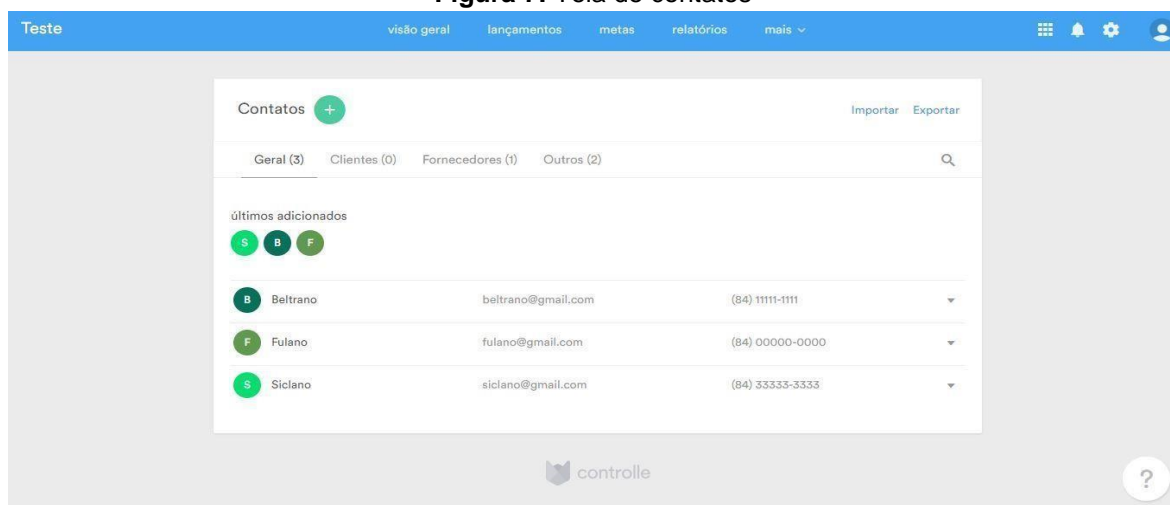 Figura 7. Tela de contatos
Teste visão geral lançamentos metas relatórios mais
Contatos + Importar Exportar
Geral (3) Clientes (0) Fornecedores (1) Outros (2)
últimos adicionados
S B F
B Beltrano beltrano@gmail.com (84) 11111-1111
F Fulano fulano@gmail.com (84) 00000-0000
S Siclano siclano@gmail.com (84) 33333-3333
controlle
?